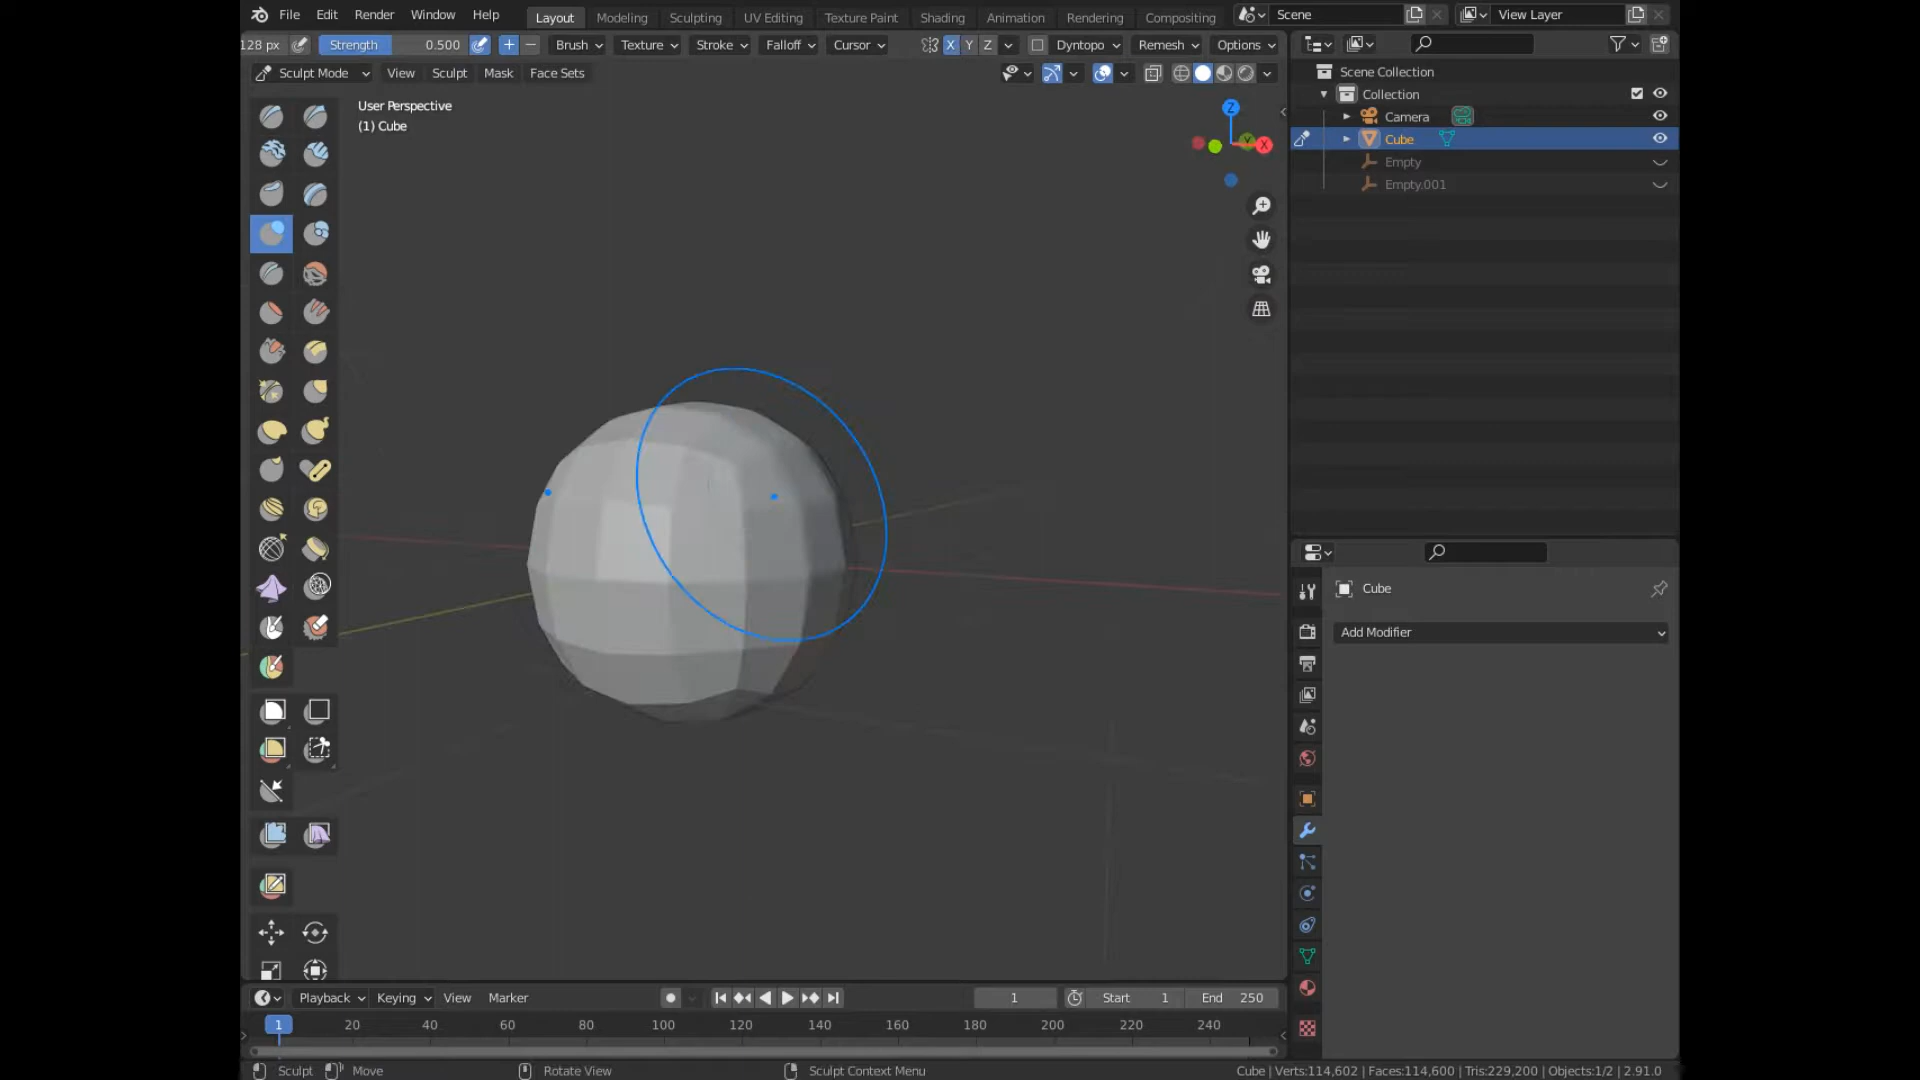 File Edit Render Window Help Layout Modeling Sculpting UV Editing Texture Paint Shading Animation Rendering Compositing Scene View Layer
128 px Strength 0.500 Brush Texture Stroke Falloff Cursor X Y Z Dyntopo Remesh Options
Sculpt Mode View Sculpt Mask Face Sets
Scene Collection
Collection
Camera
Cube
Empty
Empty.001
User Perspective
(1) Cube
Z
Y
X
Cube
Add Modifier
Playback Keying View Marker 1 Start 1 End 250
1 20 40 60 80 100 120 140 160 180 200 220 240
Sculpt Move Rotate View Sculpt Context Menu Cube | Verts:114,602 | Faces:114,600 | Tris:229,200 | Objects:1/2 | 2.91.0